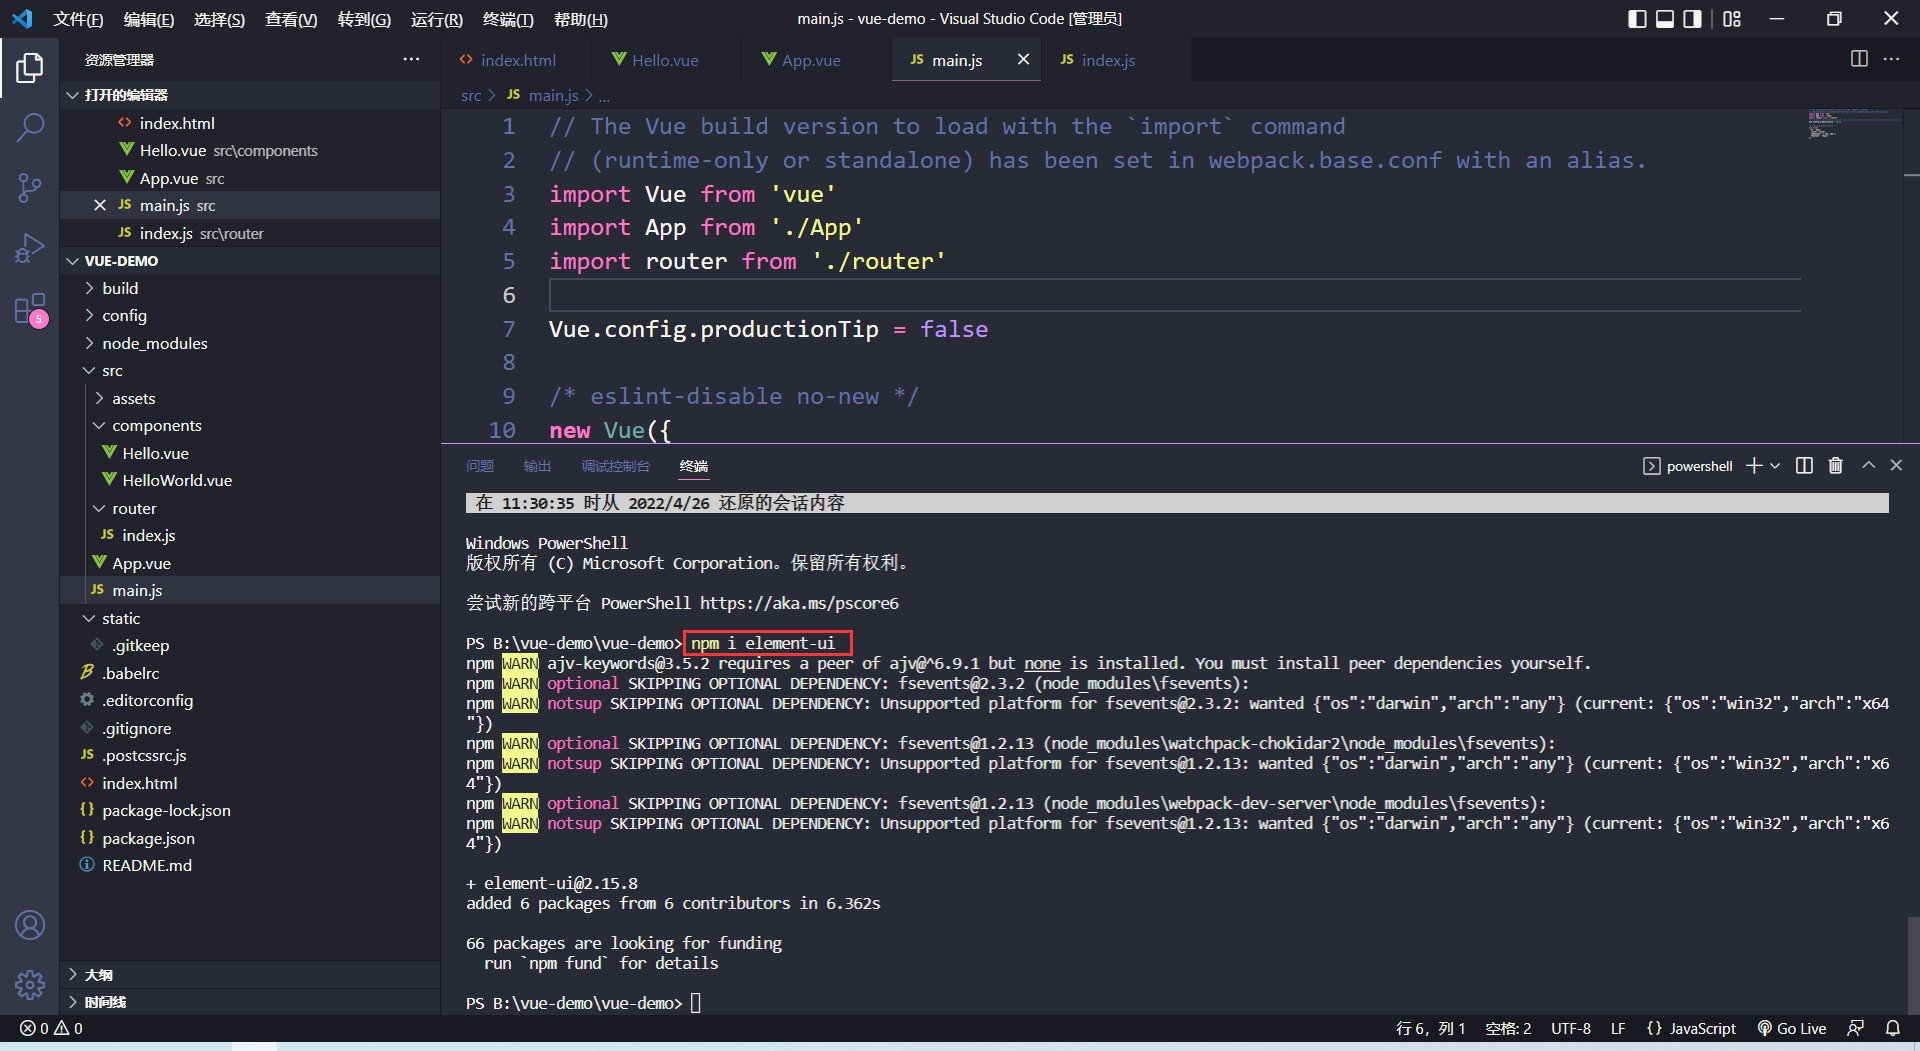 文件(F) 编辑(E) 选择(S) 查看(V) 转到(G) 运行(R) 终端(T) 帮助(H) main.js - vue-demo - Visual Studio Code [管理员]
资源管理器
打开的编辑器
index.html
Hello.vue src\components
App.vue src
JS main.js src
JS index.js src\router
VUE-DEMO
build
config
node_modules
src
assets
components
Hello.vue
HelloWorld.vue
router
JS index.js
App.vue
JS main.js
static
.gitkeep
.babelrc
.editorconfig
.gitignore
JS .postcssrc.js
index.html
{} package-lock.json
{} package.json
README.md
大纲
时间线
5
index.html Hello.vue App.vue JS main.js JS index.js
src > JS main.js > ...
1 // The Vue build version to load with the `import` command
2 // (runtime-only or standalone) has been set in webpack.base.conf with an alias.
3 import Vue from 'vue'
4 import App from './App'
5 import router from './router'
6
7 Vue.config.productionTip = false
8
9 /* eslint-disable no-new */
10 new Vue({
问题 输出 调试控制台 终端 powershell
在 11:30:35 时从 2022/4/26 还原的会话内容
Windows PowerShell
版权所有 (C) Microsoft Corporation。保留所有权利。
尝试新的跨平台 PowerShell https://aka.ms/pscore6
PS B:\vue-demo\vue-demo> npm i element-ui
npm WARN ajv-keywords@3.5.2 requires a peer of ajv@^6.9.1 but none is installed. You must install peer dependencies yourself.
npm WARN optional SKIPPING OPTIONAL DEPENDENCY: fsevents@2.3.2 (node_modules\fsevents):
npm WARN notsup SKIPPING OPTIONAL DEPENDENCY: Unsupported platform for fsevents@2.3.2: wanted {"os":"darwin","arch":"any"} (current: {"os":"win32","arch":"x64
"})
npm WARN optional SKIPPING OPTIONAL DEPENDENCY: fsevents@1.2.13 (node_modules\watchpack-chokidar2\node_modules\fsevents):
npm WARN notsup SKIPPING OPTIONAL DEPENDENCY: Unsupported platform for fsevents@1.2.13: wanted {"os":"darwin","arch":"any"} (current: {"os":"win32","arch":"x6
4"})
npm WARN optional SKIPPING OPTIONAL DEPENDENCY: fsevents@1.2.13 (node_modules\webpack-dev-server\node_modules\fsevents):
npm WARN notsup SKIPPING OPTIONAL DEPENDENCY: Unsupported platform for fsevents@1.2.13: wanted {"os":"darwin","arch":"any"} (current: {"os":"win32","arch":"x6
4"})
+ element-ui@2.15.8
added 6 packages from 6 contributors in 6.362s
66 packages are looking for funding
run `npm fund` for details
PS B:\vue-demo\vue-demo>
0 0 行 6，列 1 空格: 2 UTF-8 LF {} JavaScript Go Live